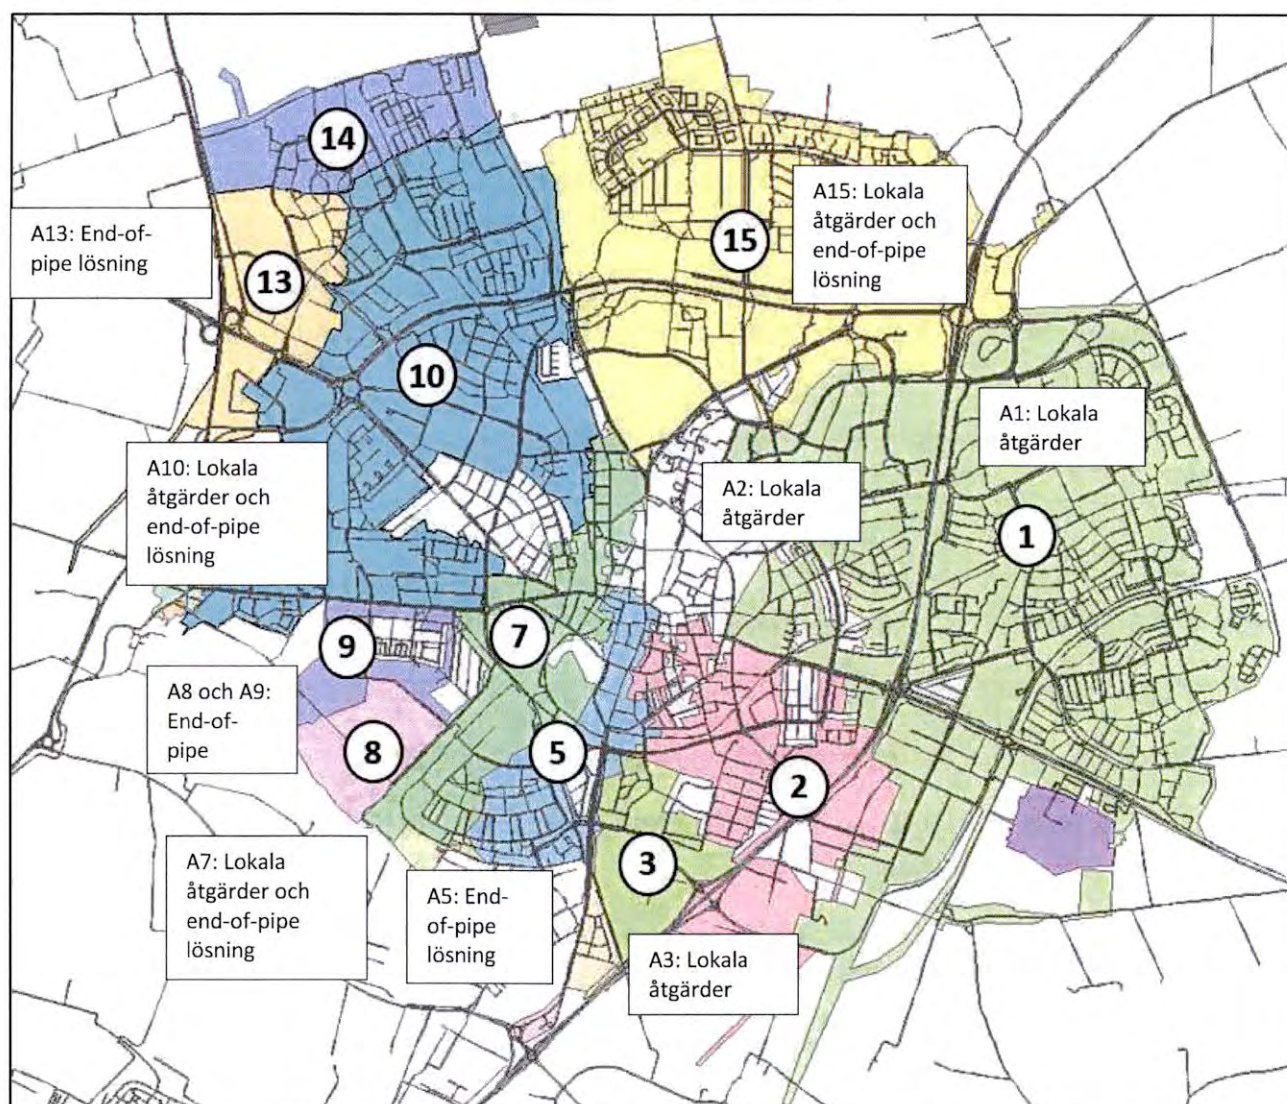 14
A13: End-of-
pipe lösning
13
15
A15: Lokala
åtgärder och
end-of-pipe
lösning
10
A1: Lokala
åtgärder
A10: Lokala
åtgärder och
end-of-pipe
lösning
A2: Lokala
åtgärder
1
9
7
A8 och A9:
End-of-
pipe
8
5
2
A7: Lokala
åtgärder och
end-of-pipe
lösning
3
A5: End-
of-pipe
lösning
A3: Lokala
åtgärder